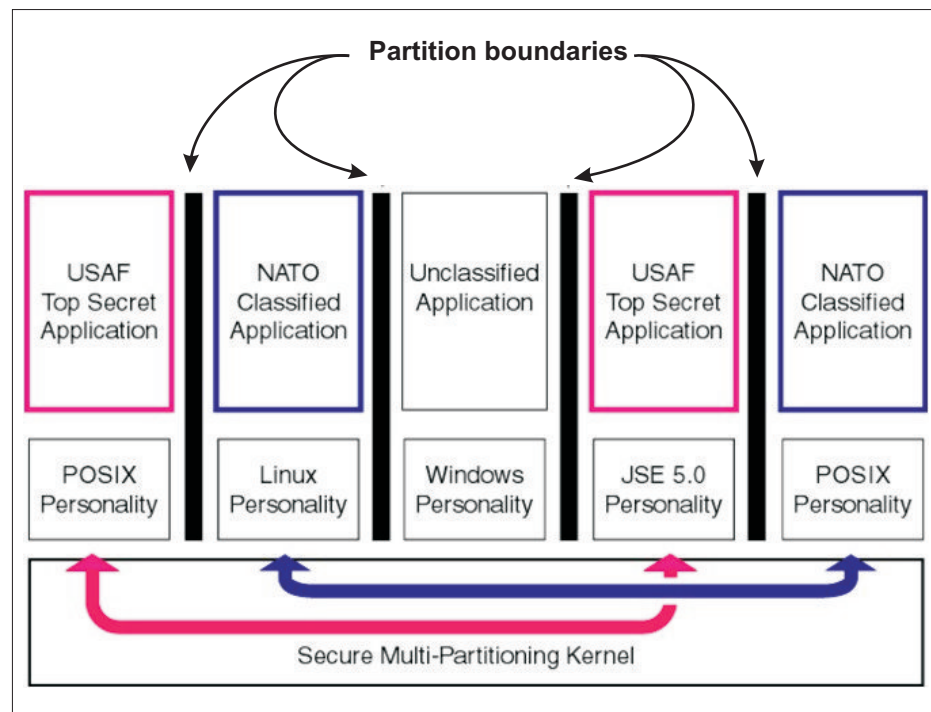 Partition boundaries
USAF
Top Secret
Application
NATO
Classified
Application
Unclassified
Application
USAF
Top Secret
Application
NATO
Classified
Application
POSIX
Personality
Linux
Personality
Windows
Personality
JSE 5.0
Personality
POSIX
Personality
Secure Multi-Partitioning Kernel